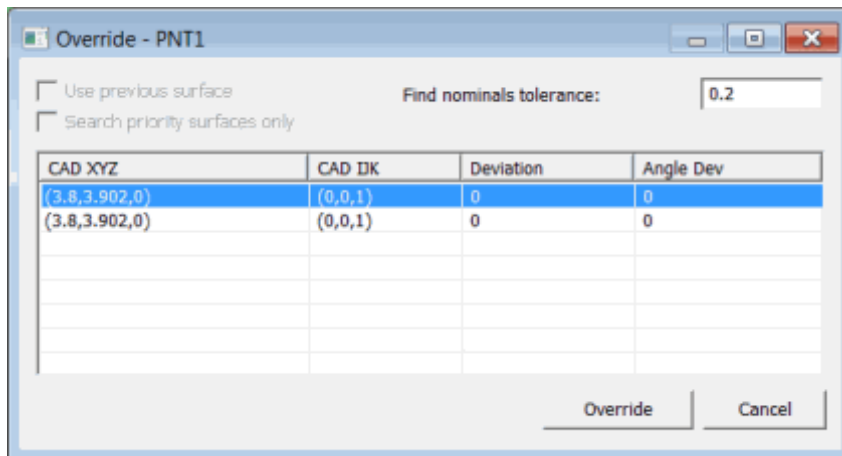 Override - PNT1
Use previous surface
Find nominals tolerance: 0.2
Search priority surfaces only
CAD XYZ CAD IJK Deviation Angle Dev
(3.8,3.902,0) (0,0,1) 0 0
(3.8,3.902,0) (0,0,1) 0 0
Override Cancel